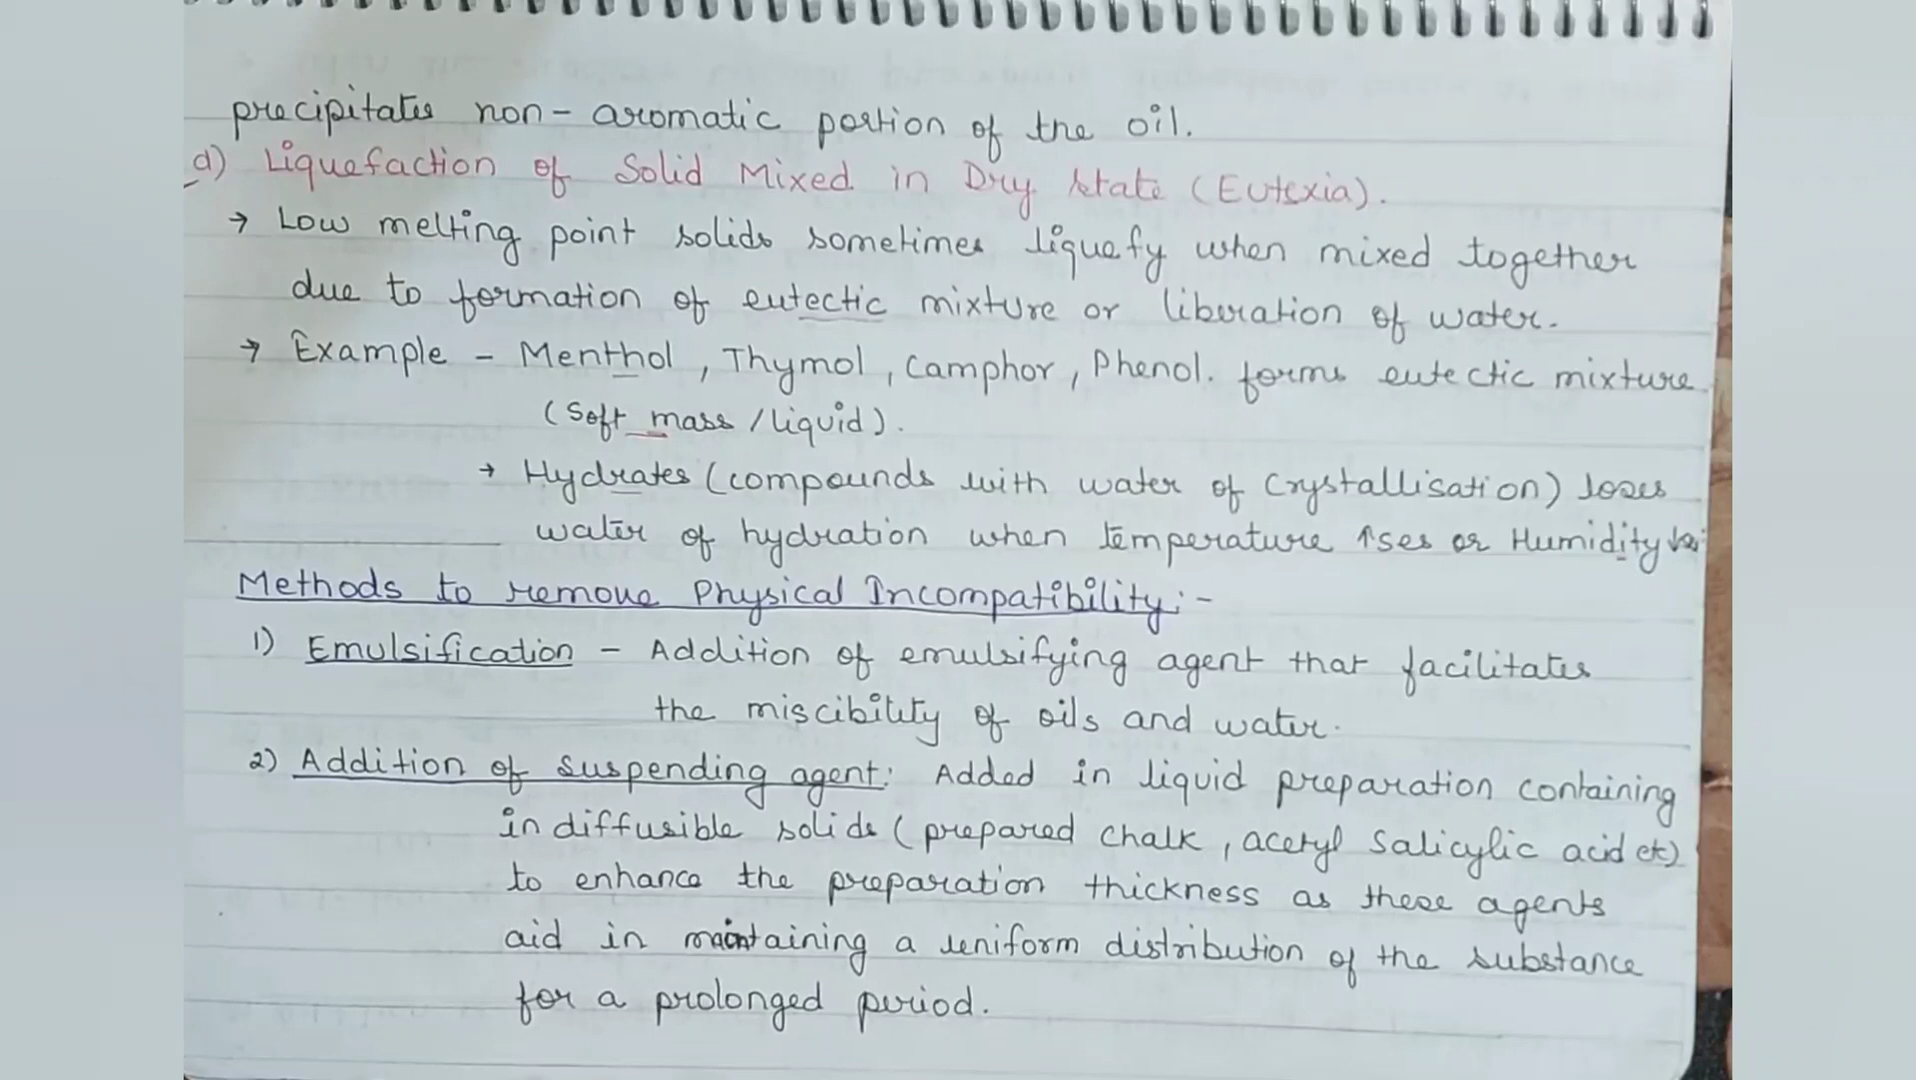 precipitates non-aromatic portion of the oil.
d) Liquefaction of Solid Mixed in Dry state (Eutexia).
→ Low melting point solids sometimes liquefy when mixed together
due to formation of eutectic mixture or liberation of water.
→ Example - Menthol, Thymol, Camphor, Phenol. forms eutectic mixture
(Soft mass / liquid).
→ Hydrates (compounds with water of Crystallisation) loses
water of hydration when temperature ↑ses or Humidity
Methods to remove Physical Incompatibility:-
1) Emulsification - Addition of emulsifying agent that facilitates
the miscibility of oils and water.
2) Addition of suspending agent: Added in liquid preparation containing
indiffusible solids (prepared chalk, acetyl salicylic acid etc)
to enhance the preparation thickness as these agents
aid in maintaining a uniform distribution of the substance
for a prolonged period.